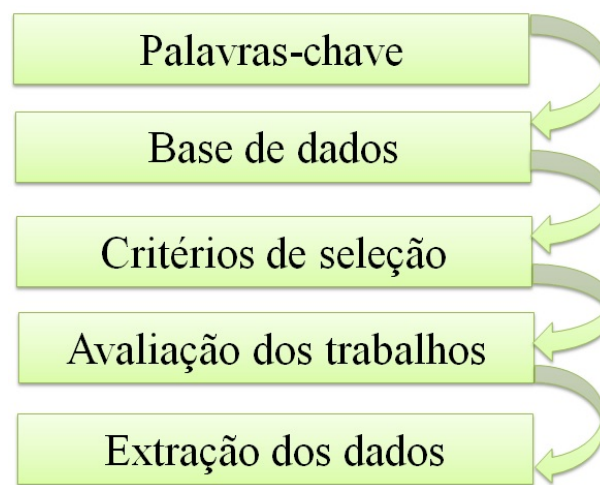 Palavras-chave
Base de dados
Critérios de seleção
Avaliação dos trabalhos
Extração dos dados